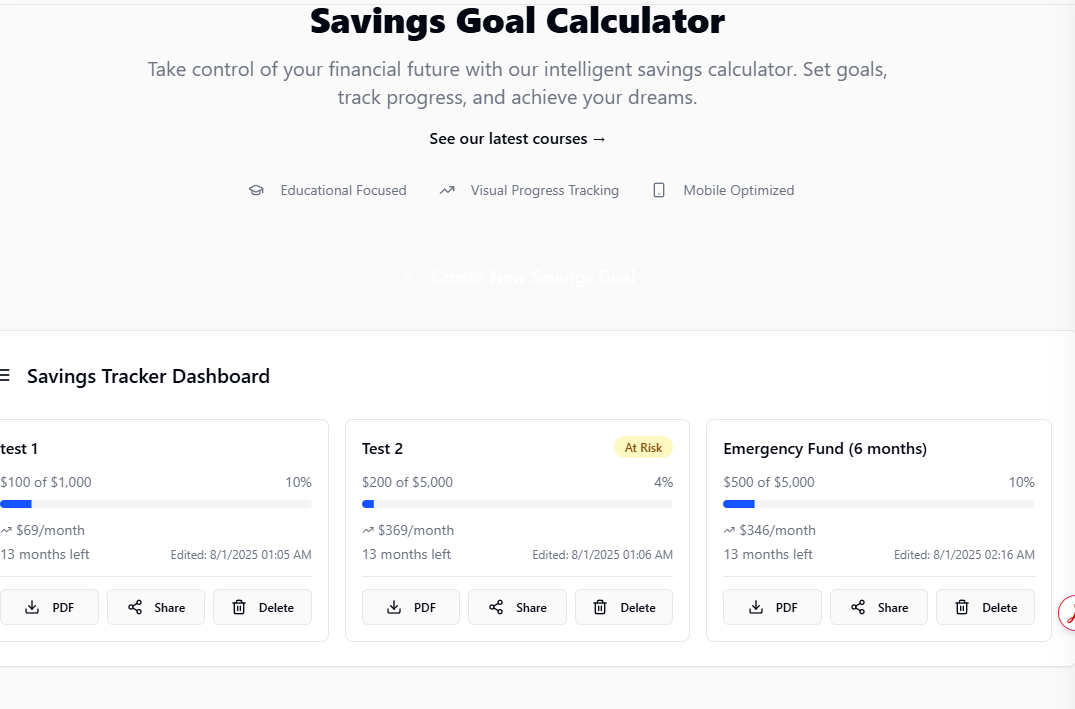 Savings Goal Calculator
Take control of your financial future with our intelligent savings calculator. Set goals,
track progress, and achieve your dreams.
See our latest courses →
Educational Focused Visual Progress Tracking Mobile Optimized
Create New Savings Goal
Savings Tracker Dashboard
test 1
$100 of $1,000 10%
$69/month
13 months left Edited: 8/1/2025 01:05 AM
PDF Share Delete
Test 2 At Risk
$200 of $5,000 4%
$369/month
13 months left Edited: 8/1/2025 01:06 AM
PDF Share Delete
Emergency Fund (6 months)
$500 of $5,000 10%
$346/month
13 months left Edited: 8/1/2025 02:16 AM
PDF Share Delete